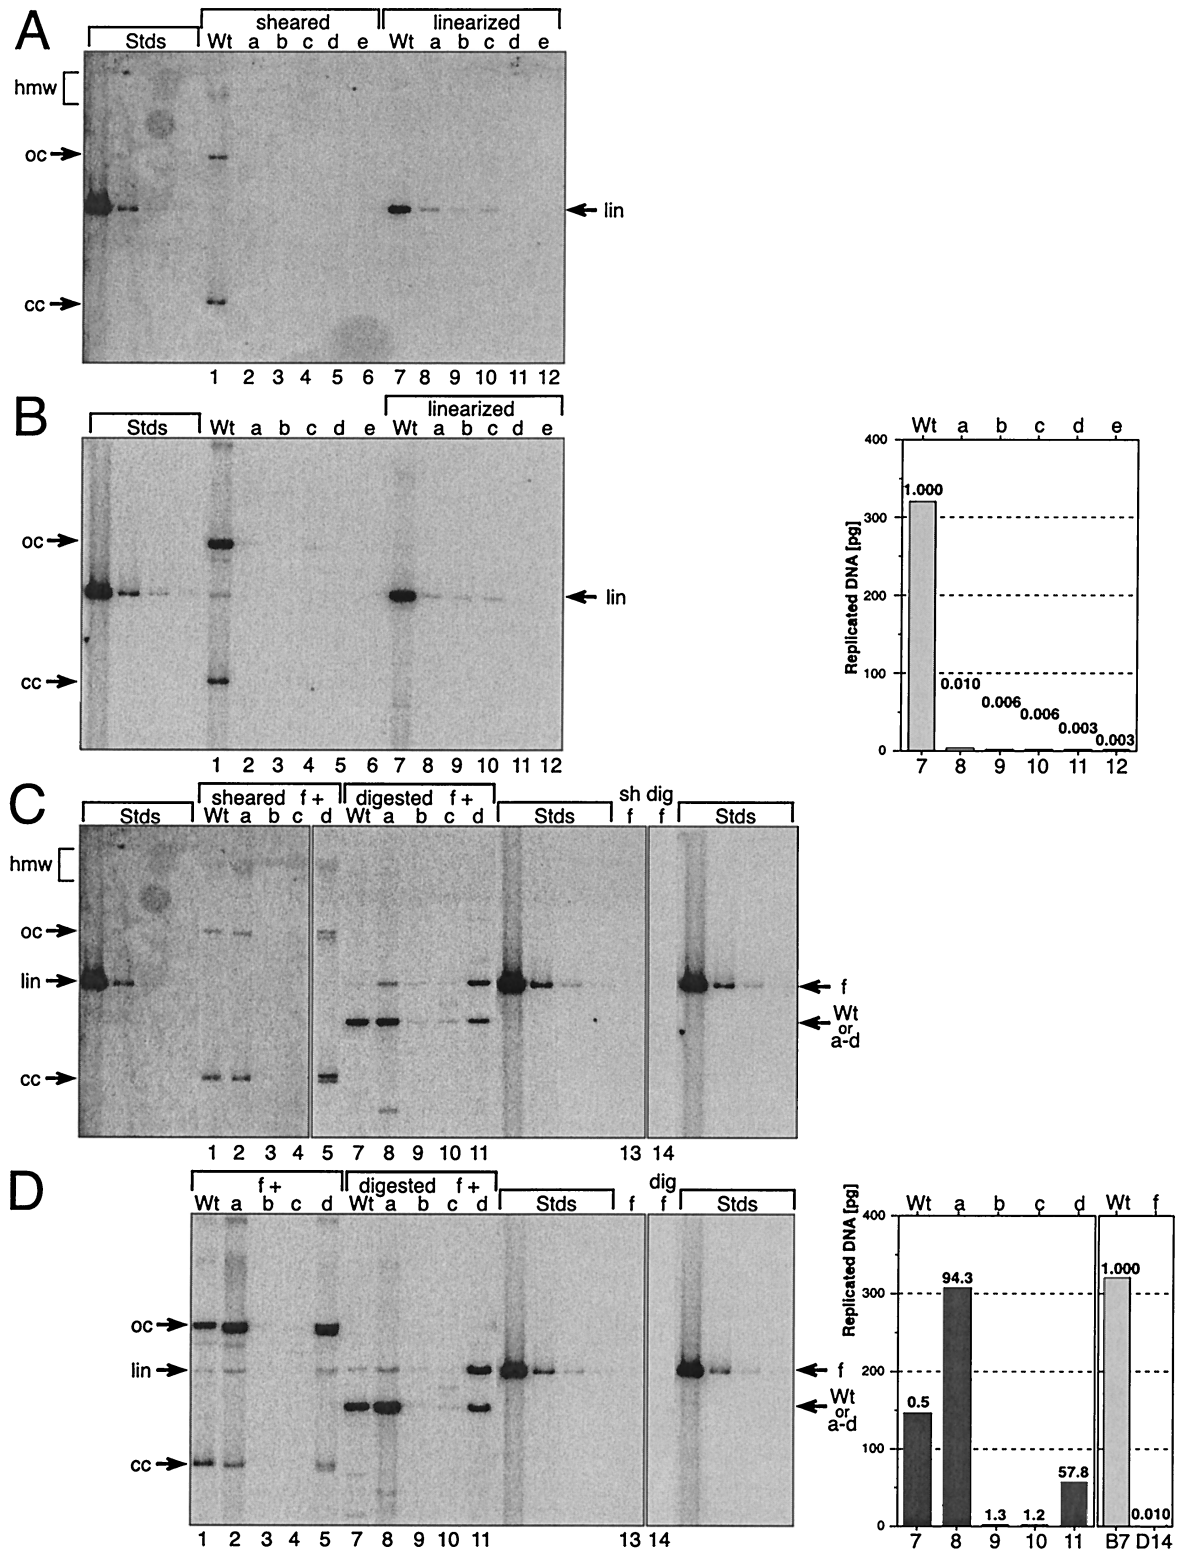 A
sheared linearized
Stds Wt a b c d e Wt a b c d e
hmw
oc
lin
cc
1 2 3 4 5 6 7 8 9 10 11 12
B
linearized
Stds Wt a b c d e Wt a b c d e
oc
lin
cc
1 2 3 4 5 6 7 8 9 10 11 12
Wt a b c d e
Replicated DNA [pg]
400
300
200
100
0
1.000
0.010
0.006
0.006
0.003
0.003
7 8 9 10 11 12
C
sheared f + digested f + sh dig
Stds Wt a b c d Wt a b c d Stds f f Stds
hmw
oc
lin
f
Wt
or
a-d
cc
1 2 3 4 5 7 8 9 10 11 13 14
D
f + digested f + dig
Wt a b c d Wt a b c d Stds f f Stds
oc
lin
f
Wt
or
a-d
cc
1 2 3 4 5 7 8 9 10 11 13 14
Wt a b c d Wt f
Replicated DNA [pg]
400
300
200
100
0
0.5
94.3
1.3
1.2
57.8
1.000
0.010
7 8 9 10 11 B7 D14